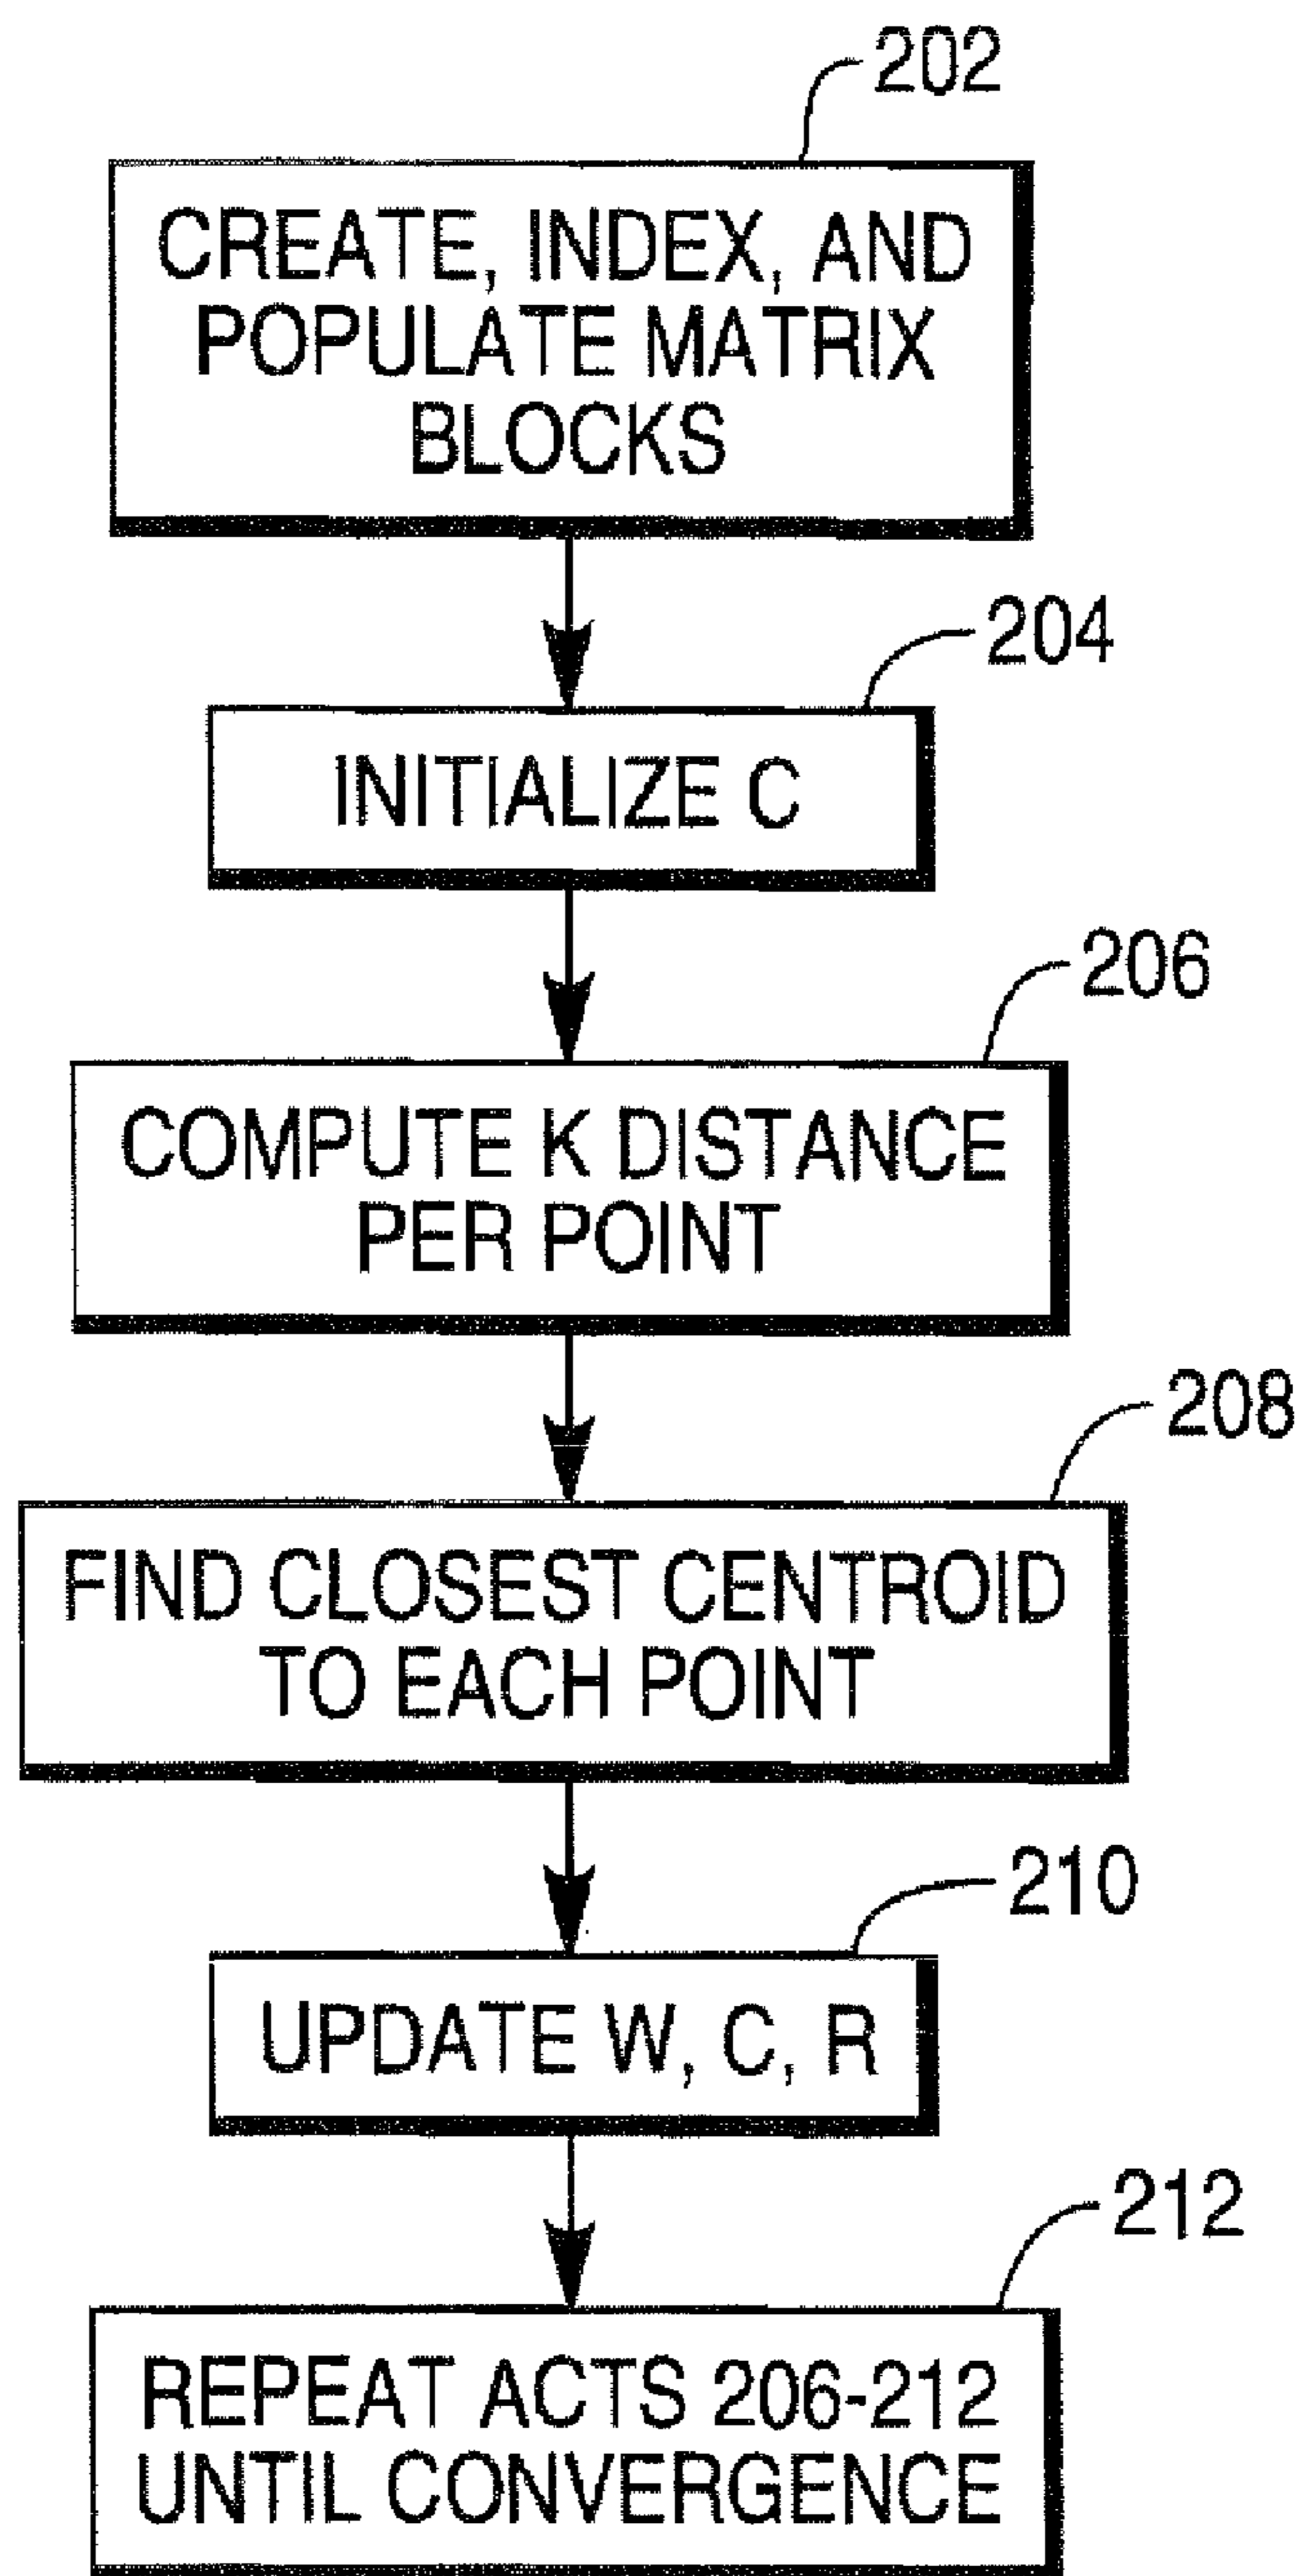 202
CREATE, INDEX, AND
POPULATE MATRIX
BLOCKS
204
INITIALIZE C
206
COMPUTE K DISTANCE
PER POINT
208
FIND CLOSEST CENTROID
TO EACH POINT
210
UPDATE W, C, R
212
REPEAT ACTS 206-212
UNTIL CONVERGENCE